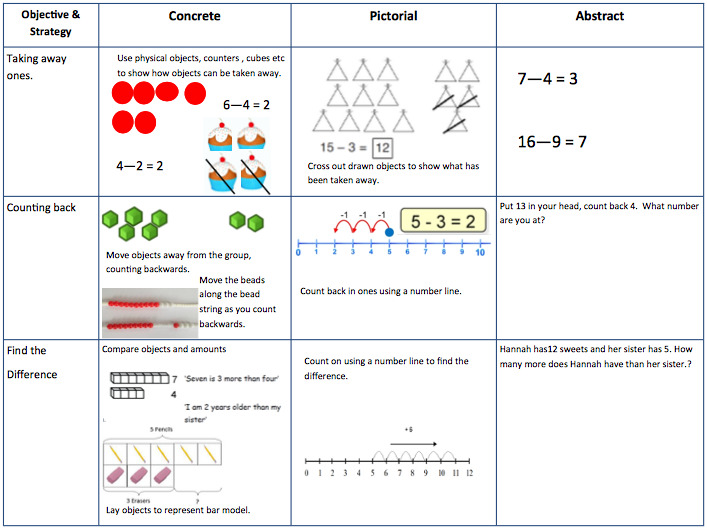 Objective &
Strategy
Concrete
Pictorial
Abstract
Taking away
ones.
Use physical objects, counters , cubes etc
to show how objects can be taken away.
6—4 = 2
4—2 = 2
15 – 3 = 12
Cross out drawn objects to show what has
been taken away.
7—4 = 3
16—9 = 7
Counting back
Move objects away from the group,
counting backwards.
Move the beads
along the bead
string as you count
backwards.
-1 -1 -1
5 - 3 = 2
0 1 2 3 4 5 6 7 8 9 10
Count back in ones using a number line.
Put 13 in your head, count back 4. What number
are you at?
Find the
Difference
Compare objects and amounts
7 'Seven is 3 more than four'
4
'I am 2 years older than my
sister'
5 Pencils
3 Erasers ?
Lay objects to represent bar model.
Count on using a number line to find the
difference.
+5
0 1 2 3 4 5 6 7 8 9 10 11 12
Hannah has12 sweets and her sister has 5. How
many more does Hannah have than her sister.?